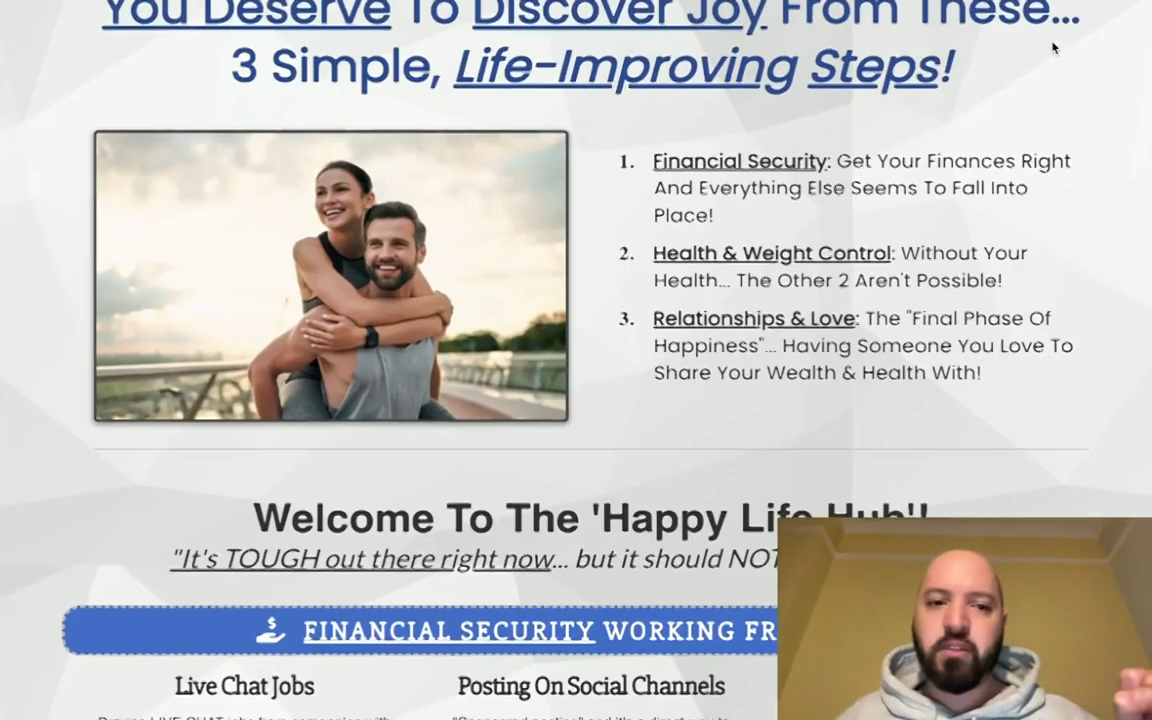 You Deserve To Discover Joy From These...
3 Simple, Life-Improving Steps!
1. Financial Security: Get Your Finances Right
And Everything Else Seems To Fall Into
Place!
2. Health & Weight Control: Without Your
Health... The Other 2 Aren't Possible!
3. Relationships & Love: The "Final Phase Of
Happiness"... Having Someone You Love To
Share Your Wealth & Health With!
Welcome To The 'Happy Life Hub'!
"It's TOUGH out there right now... but it should NOT
FINANCIAL SECURITY WORKING FR
Live Chat Jobs
Posting On Social Channels